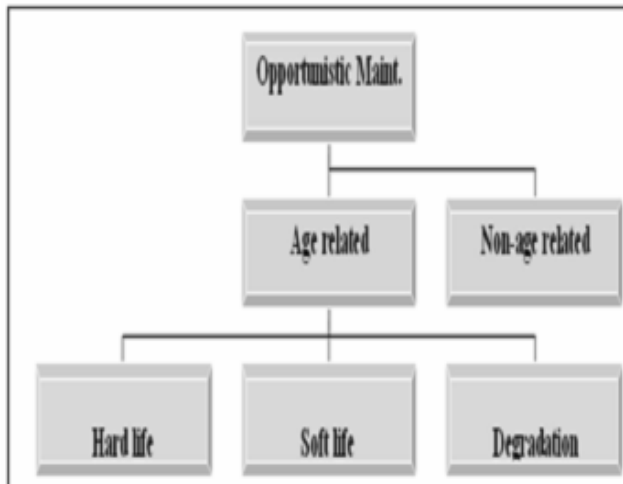 Opportunistic Maint.
Age related
Non-age related
Hard life
Soft life
Degradation